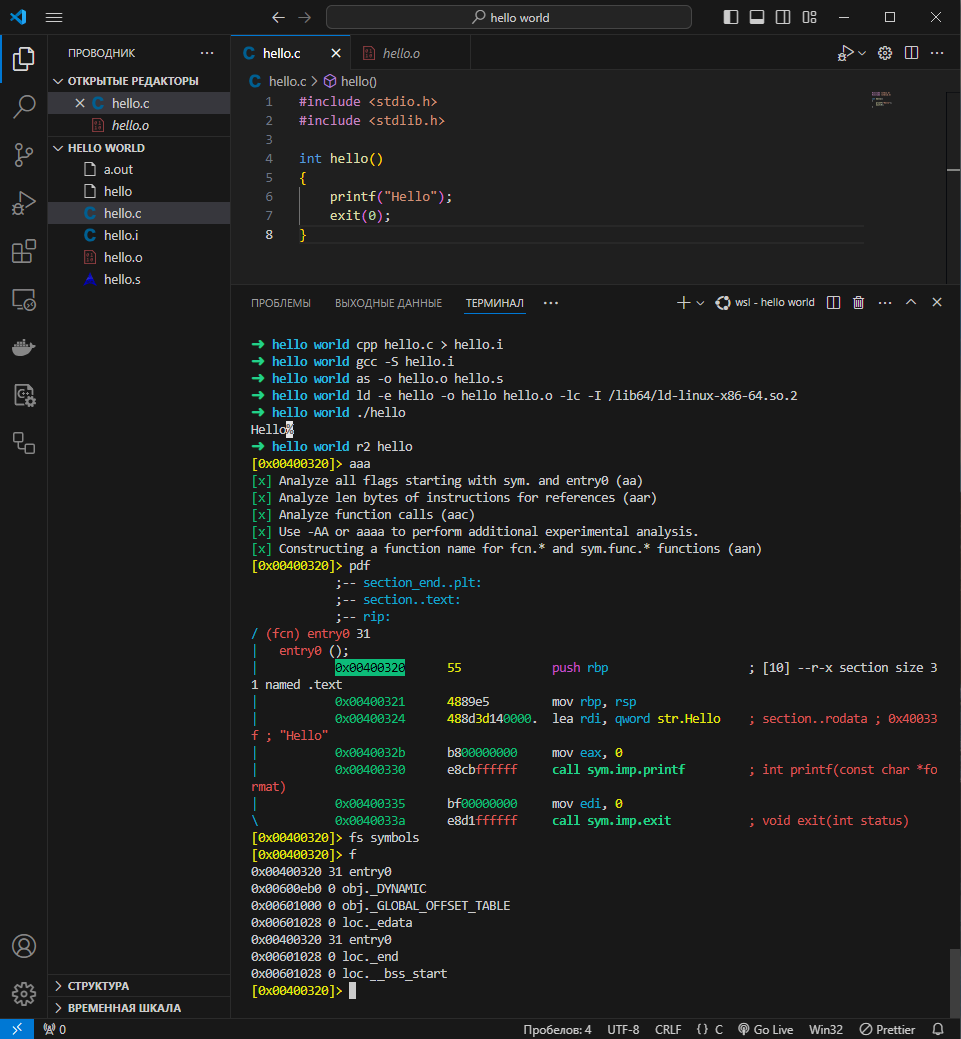 hello world
ПРОВОДНИК
ОТКРЫТЫЕ РЕДАКТОРЫ
hello.c
hello.o
HELLO WORLD
a.out
hello
hello.c
hello.i
hello.o
hello.s
СТРУКТУРА
ВРЕМЕННАЯ ШКАЛА
hello.c
hello.o
hello.c > hello()
1 #include <stdio.h>
2 #include <stdlib.h>
3
4 int hello()
5 {
6 printf("Hello");
7 exit(0);
8 }
ПРОБЛЕМЫ ВЫХОДНЫЕ ДАННЫЕ ТЕРМИНАЛ ··· wsl - hello world
➜ hello world cpp hello.c > hello.i
➜ hello world gcc -S hello.i
➜ hello world as -o hello.o hello.s
➜ hello world ld -e hello -o hello hello.o -lc -I /lib64/ld-linux-x86-64.so.2
➜ hello world ./hello
Hello%
➜ hello world r2 hello
[0x00400320]> aaa
[x] Analyze all flags starting with sym. and entry0 (aa)
[x] Analyze len bytes of instructions for references (aar)
[x] Analyze function calls (aac)
[x] Use -AA or aaaa to perform additional experimental analysis.
[x] Constructing a function name for fcn.* and sym.func.* functions (aan)
[0x00400320]> pdf
;-- section_end..plt:
;-- section..text:
;-- rip:
/ (fcn) entry0 31
| entry0 ();
| 0x00400320 55 push rbp ; [10] --r-x section size 3
1 named .text
| 0x00400321 4889e5 mov rbp, rsp
| 0x00400324 488d3d140000. lea rdi, qword str.Hello ; section..rodata ; 0x40033
f ; "Hello"
| 0x0040032b b800000000 mov eax, 0
| 0x00400330 e8cbffffff call sym.imp.printf ; int printf(const char *fo
rmat)
| 0x00400335 bf00000000 mov edi, 0
\ 0x0040033a e8d1ffffff call sym.imp.exit ; void exit(int status)
[0x00400320]> fs symbols
[0x00400320]> f
0x00400320 31 entry0
0x00600eb0 0 obj._DYNAMIC
0x00601000 0 obj._GLOBAL_OFFSET_TABLE
0x00601028 0 loc._edata
0x00400320 31 entry0
0x00601028 0 loc._end
0x00601028 0 loc.__bss_start
[0x00400320]>
0 Пробелов: 4 UTF-8 CRLF {} C Go Live Win32 Prettier